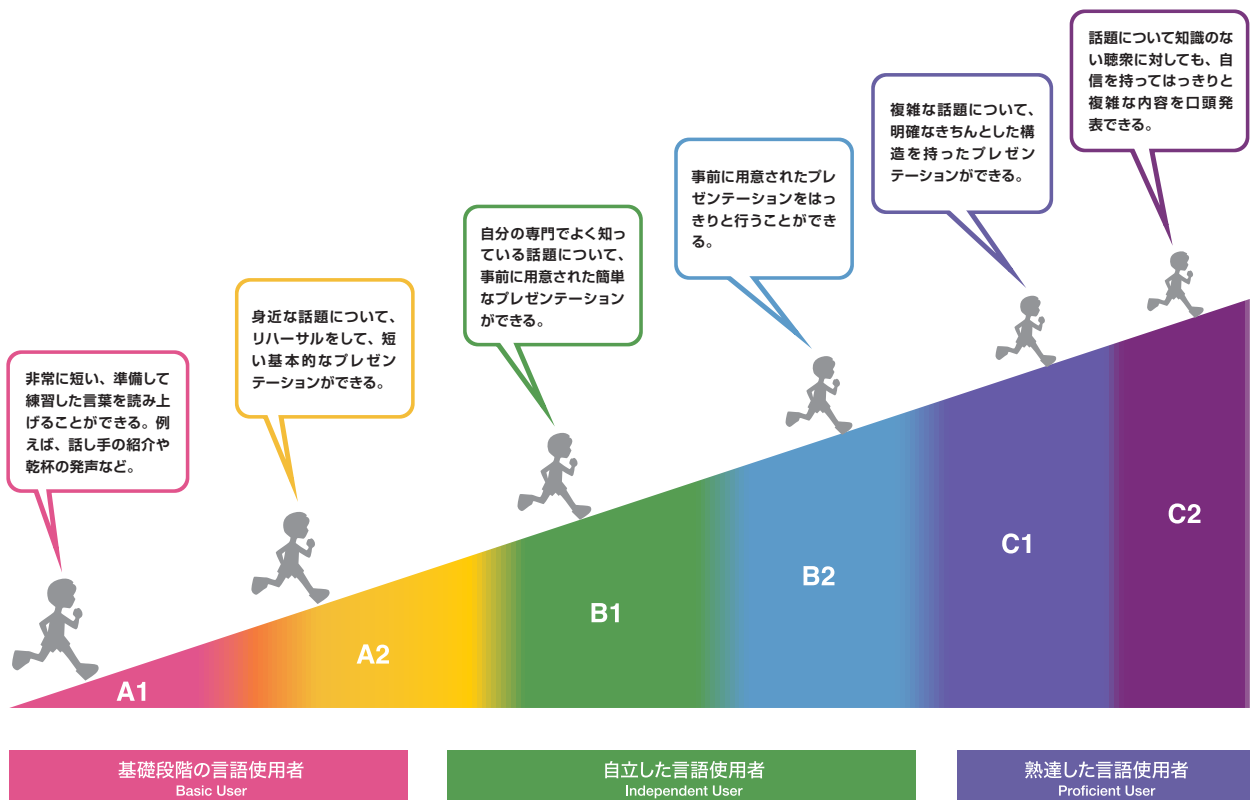 非常に短い、準備して
練習した言葉を読み上
げることができる。例
えば、話し手の紹介や
乾杯の発声など。
身近な話題について、
リハーサルをして、短
い基本的なプレゼン
テーションができる。
自分の専門でよく知っ
ている話題について、
事前に用意された簡単
なプレゼンテーション
ができる。
事前に用意されたプレ
ゼンテーションをはっ
きりと行うことができ
る。
複雑な話題について、
明確なきちんとした構
造を持ったプレゼン
テーションができる。
話題について知識のな
い聴衆に対しても、自
信を持ってはっきりと
複雑な内容を口頭発
表できる。
A1
A2
B1
B2
C1
C2
基礎段階の言語使用者
Basic User
自立した言語使用者
Independent User
熟達した言語使用者
Proficient User